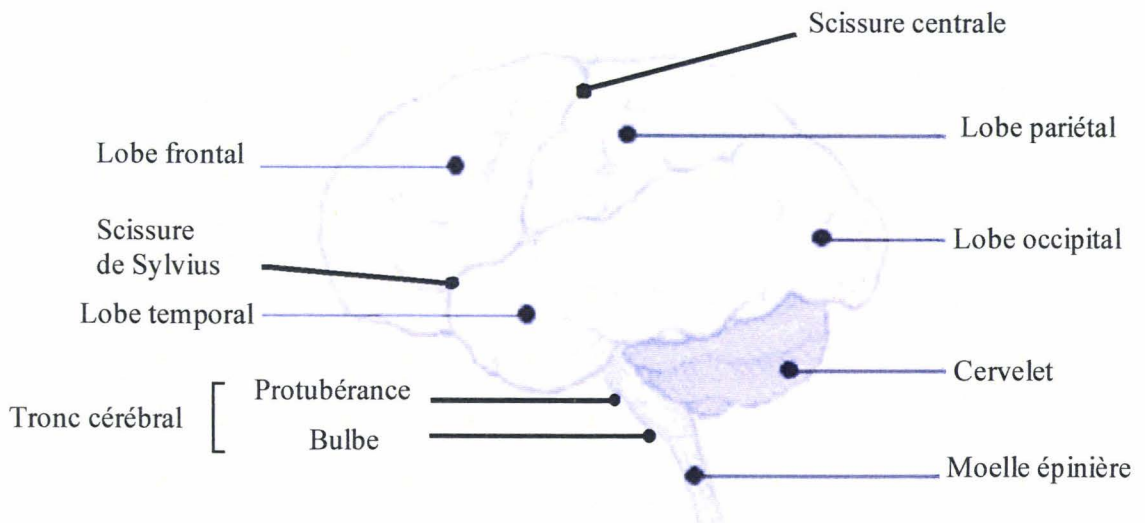 Scissure centrale
Lobe pariétal
Lobe frontal
Scissure
de Sylvius
Lobe occipital
Lobe temporal
Cervelet
Protubérance
Tronc cérébral
Bulbe
Moelle épinière